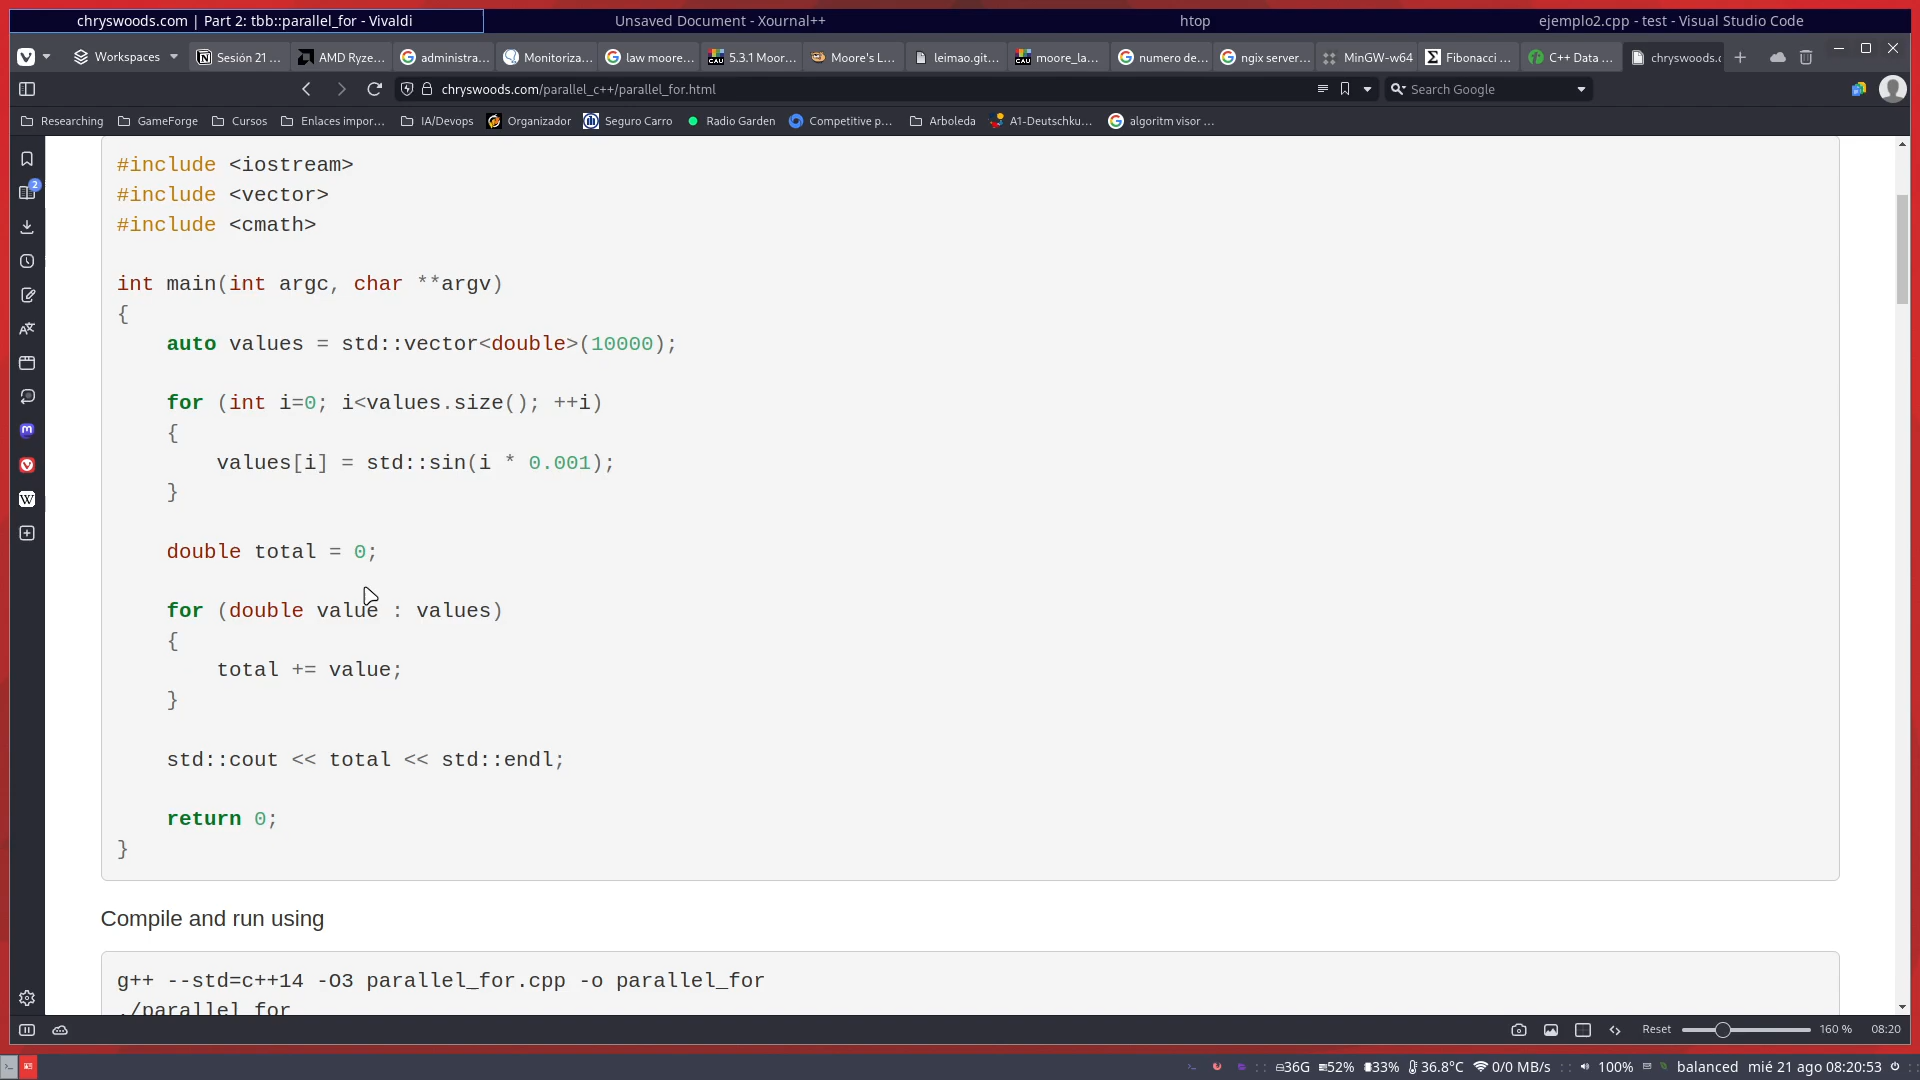 chryswoods.com | Part 2: tbb::parallel_for - Vivaldi
Unsaved Document - Xournal++
htop
ejemplo2.cpp - test - Visual Studio Code
Workspaces
Sesión 21 ...
AMD Ryze...
administra...
Monitoriza...
law moore...
5.3.1 Moor...
Moore's L...
leimao.git...
moore_la...
numero de...
ngix server...
MinGW-w64
Fibonacci ...
C++ Data ...
chryswoods.c
chryswoods.com/parallel_c++/parallel_for.html
Search Google
Researching
GameForge
Cursos
Enlaces impor...
IA/Devops
Organizador
Seguro Carro
Radio Garden
Competitive p...
Arboleda
A1-Deutschku...
algoritm visor ...
2
#include <iostream>
#include <vector>
#include <cmath>
int main(int argc, char **argv)
{
auto values = std::vector<double>(10000);
for (int i=0; i<values.size(); ++i)
{
values[i] = std::sin(i * 0.001);
}
double total = 0;
for (double value : values)
{
total += value;
}
std::cout << total << std::endl;
return 0;
}
Compile and run using
g++ --std=c++14 -O3 parallel_for.cpp -o parallel_for
./parallel_for
Reset
160 %
08:20
36G
52%
33%
36.8°C
0/0 MB/s
100%
balanced
mié 21 ago 08:20:53